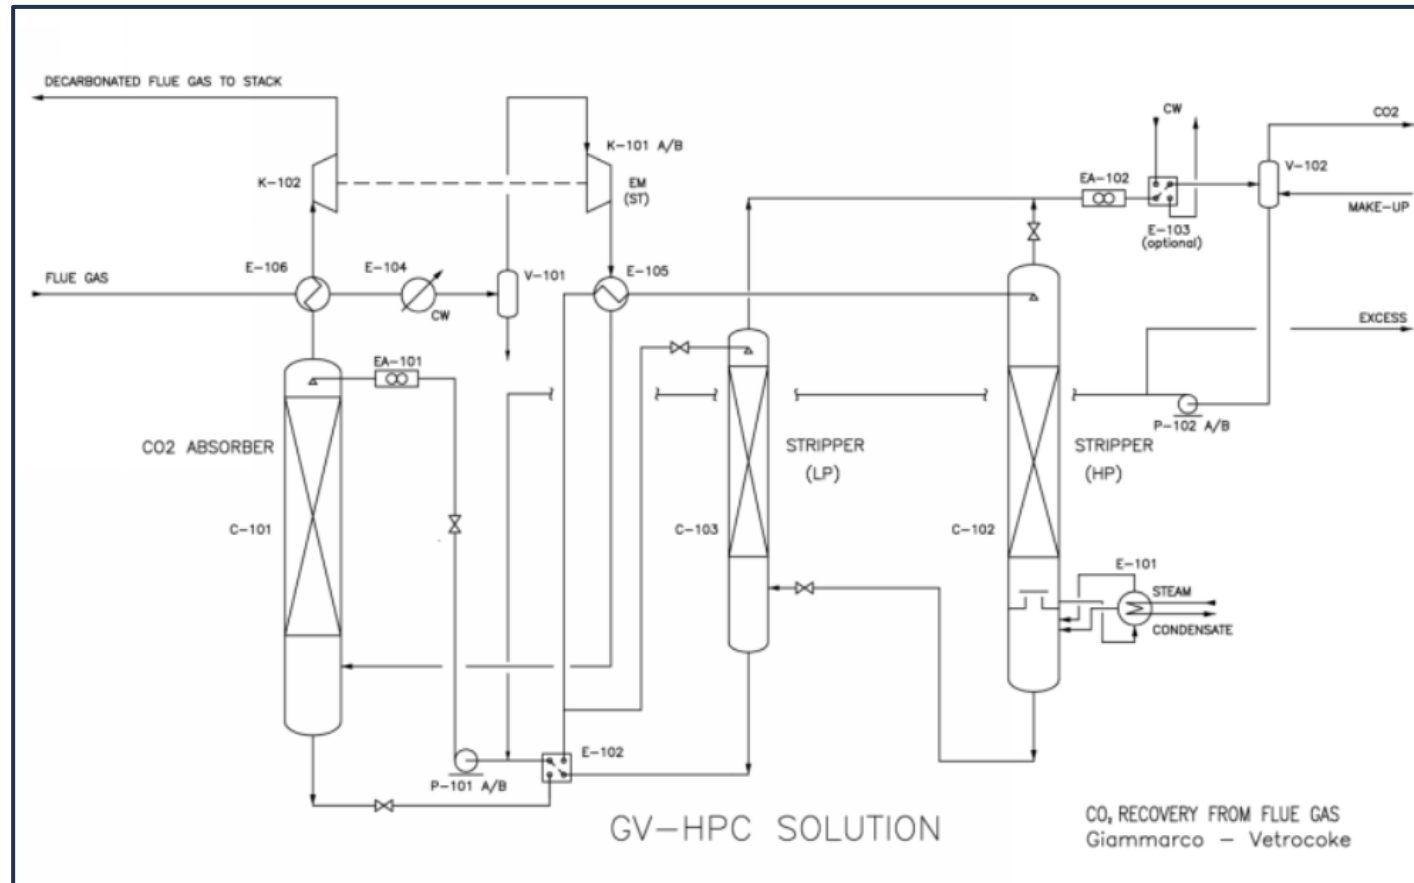 DECARBONATED FLUE GAS TO STACK
CW
CO2
K-101 A/B
V-102
K-102
EM
(ST)
EA-102
MAKE-UP
E-103
(optional)
E-106
E-104
V-101
E-105
FLUE GAS
CW
EXCESS
EA-101
P-102 A/B
CO2 ABSORBER
STRIPPER
(LP)
STRIPPER
(HP)
C-101
C-103
C-102
E-101
STEAM
CONDENSATE
E-102
P-101 A/B
GV-HPC SOLUTION
CO₂ RECOVERY FROM FLUE GAS
Giammarco - Vetrocoke